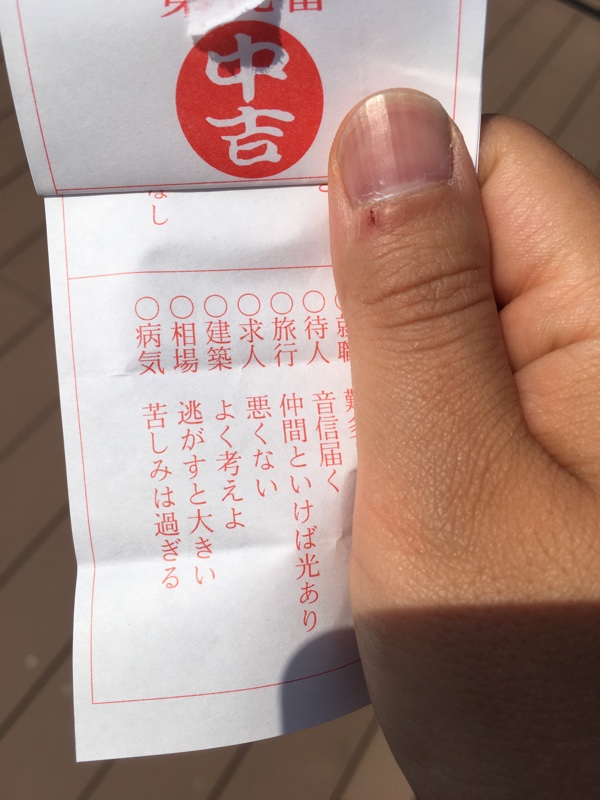 中吉
なし
○待人 音信届く
○旅行 仲間といけば光あり
○求人 悪くない
○建築 よく考えよ
○相場 逃がすと大きい
○病気 苦しみは過ぎる